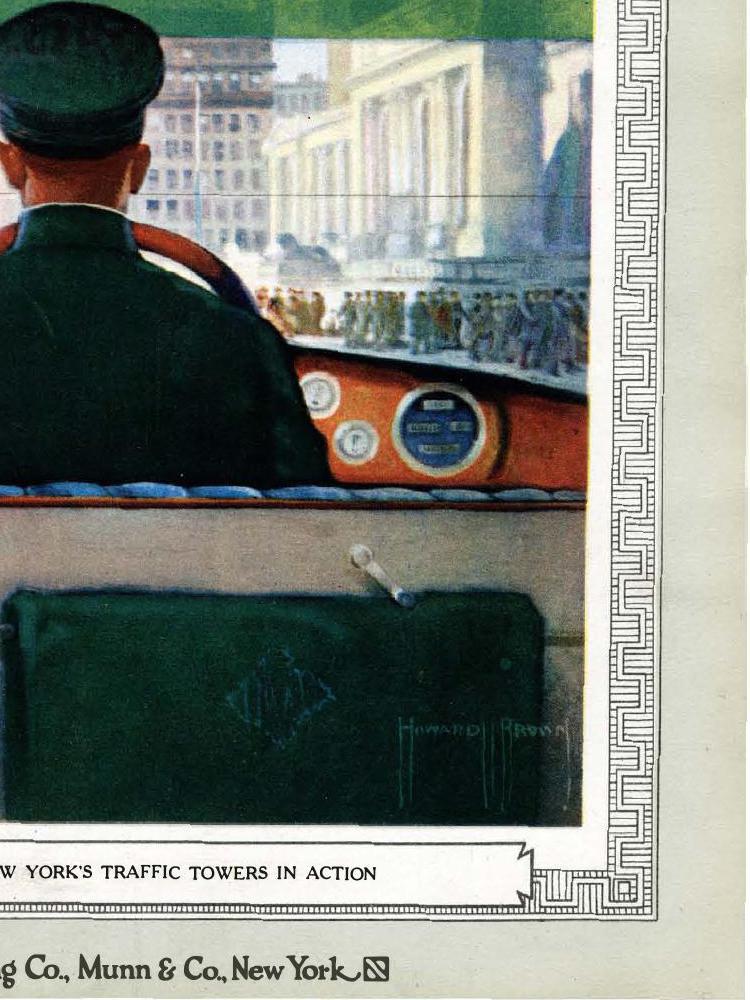 HOWARD BROWN
W YORK'S TRAFFIC TOWERS IN ACTION
g Co., Munn & Co., New York